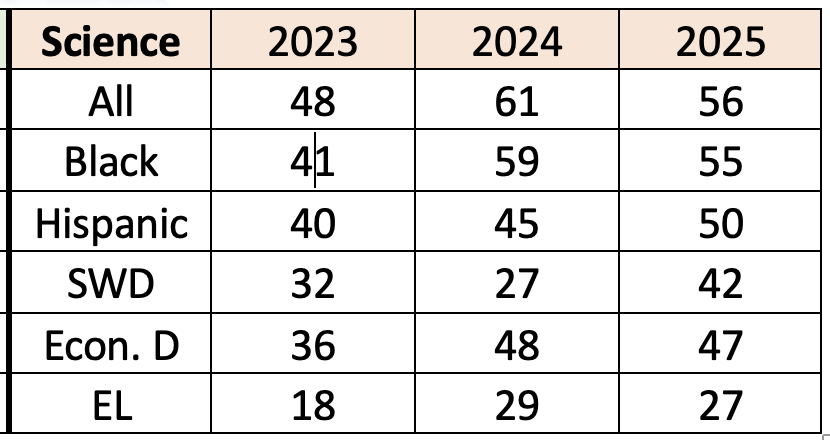 Science 2023 2024 2025
All 48 61 56
Black 41 59 55
Hispanic 40 45 50
SWD 32 27 42
Econ. D 36 48 47
EL 18 29 27